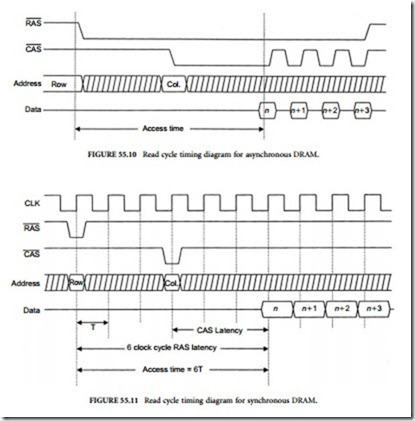 RAS
CAS
Address Row Col.
Data n n+1 n+2 n+3
Access time
FIGURE 55.10 Read cycle timing diagram for asynchronous DRAM.
CLK
RAS
CAS
Address Row Col.
Data n n+1 n+2 n+3
T
CAS Latency
6 clock cycle RAS latency
Access time = 6T
FIGURE 55.11 Read cycle timing diagram for synchronous DRAM.